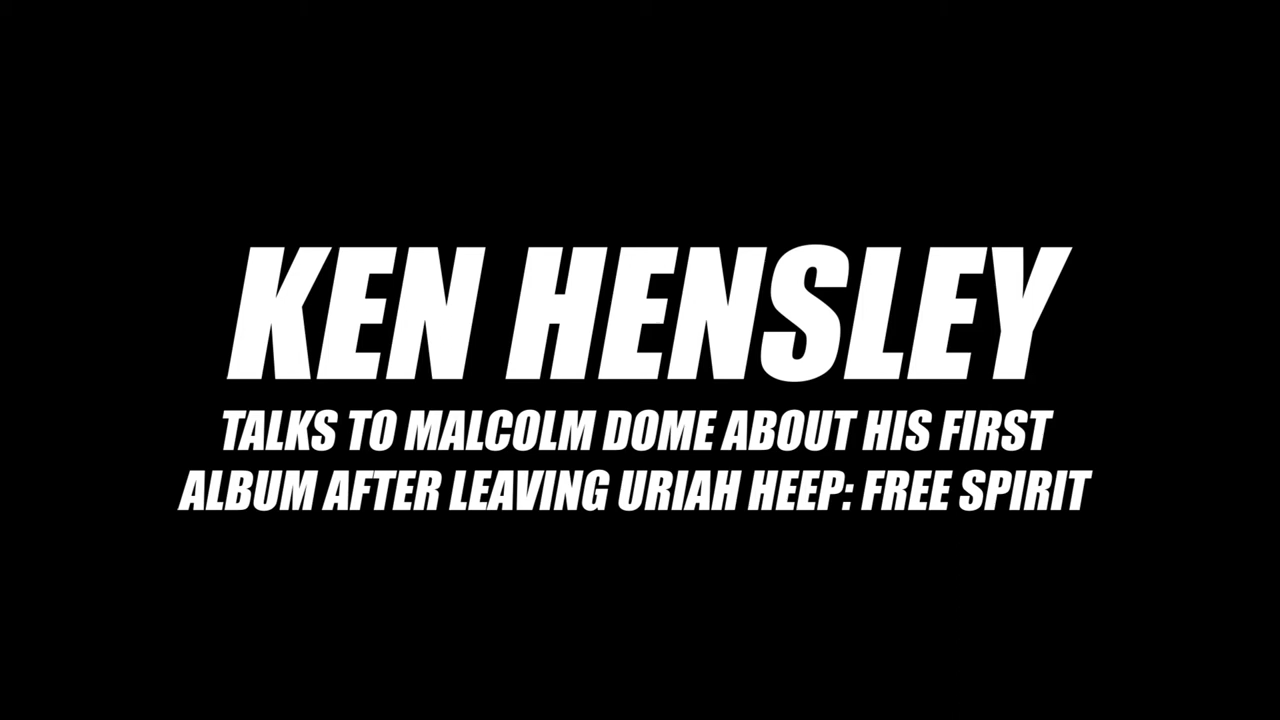 KEN HENSLEY
TALKS TO MALCOLM DOME ABOUT HIS FIRST
ALBUM AFTER LEAVING URIAH HEEP: FREE SPIRIT